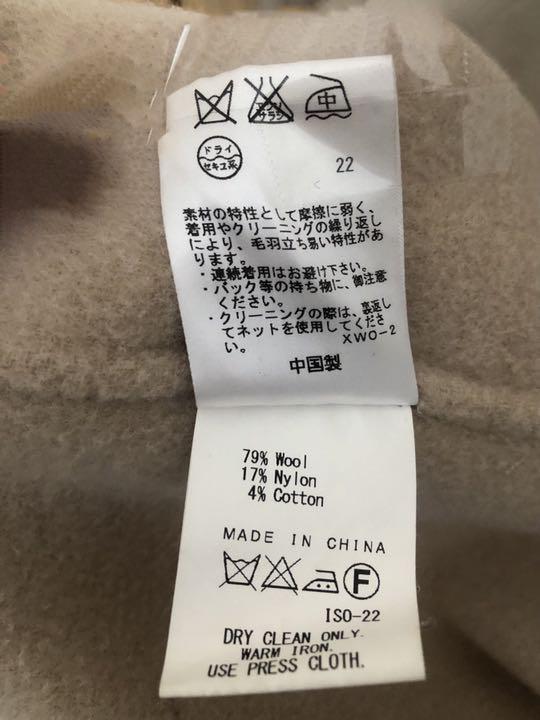 エンソ
サラシ
中
ドライ
セキユ系
22
素材の特性として摩擦に弱く、
着用やクリーニングの繰り返し
により、毛羽立ち易い特性があ
ります。
・連続着用はお避け下さい。
・バック等の持ち物に、御注意
ください。
・クリーニングの際は、裏返し
てネットを使用してくださ
い。
XWO-2
中国製
79% Wool
17% Nylon
4% Cotton
MADE IN CHINA
F
ISO-22
DRY CLEAN ONLY.
WARM IRON.
USE PRESS CLOTH.